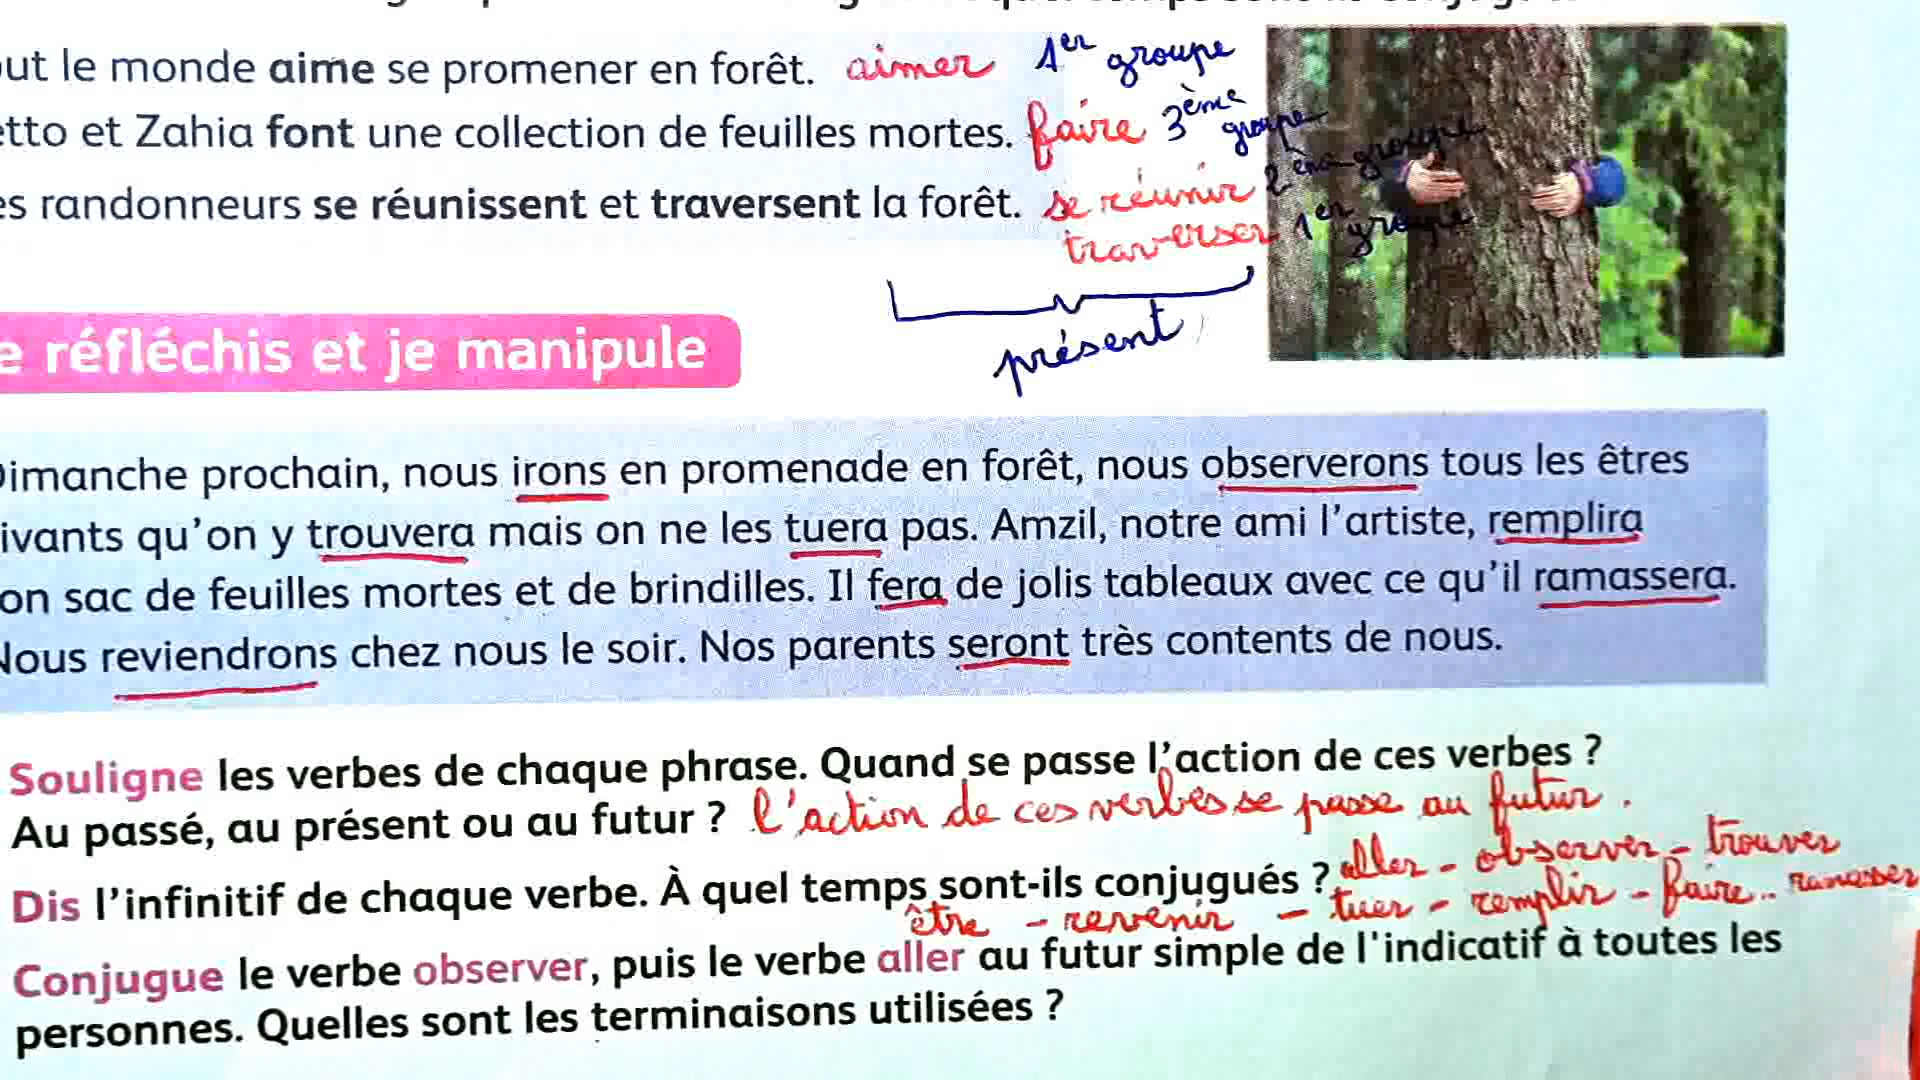 ut le monde aime se promener en forêt. aimer 1er groupe
etto et Zahia font une collection de feuilles mortes. faire 3ème groupe
es randonneurs se réunissent et traversent la forêt. se réunir 2ème groupe
traverser 1er groupe
présent
e réfléchis et je manipule
Dimanche prochain, nous irons en promenade en forêt, nous observerons tous les êtres
ivants qu'on y trouvera mais on ne les tuera pas. Amzil, notre ami l'artiste, remplira
on sac de feuilles mortes et de brindilles. Il fera de jolis tableaux avec ce qu'il ramassera.
Nous reviendrons chez nous le soir. Nos parents seront très contents de nous.
Souligne les verbes de chaque phrase. Quand se passe l'action de ces verbes ?
Au passé, au présent ou au futur ? l'action de ces verbes se passe au futur.
Dis l'infinitif de chaque verbe. À quel temps sont-ils conjugués ? aller - observer - trouver
être - revenir - tuer - remplir - faire.. ramasser
Conjugue le verbe observer, puis le verbe aller au futur simple de l'indicatif à toutes les
personnes. Quelles sont les terminaisons utilisées ?